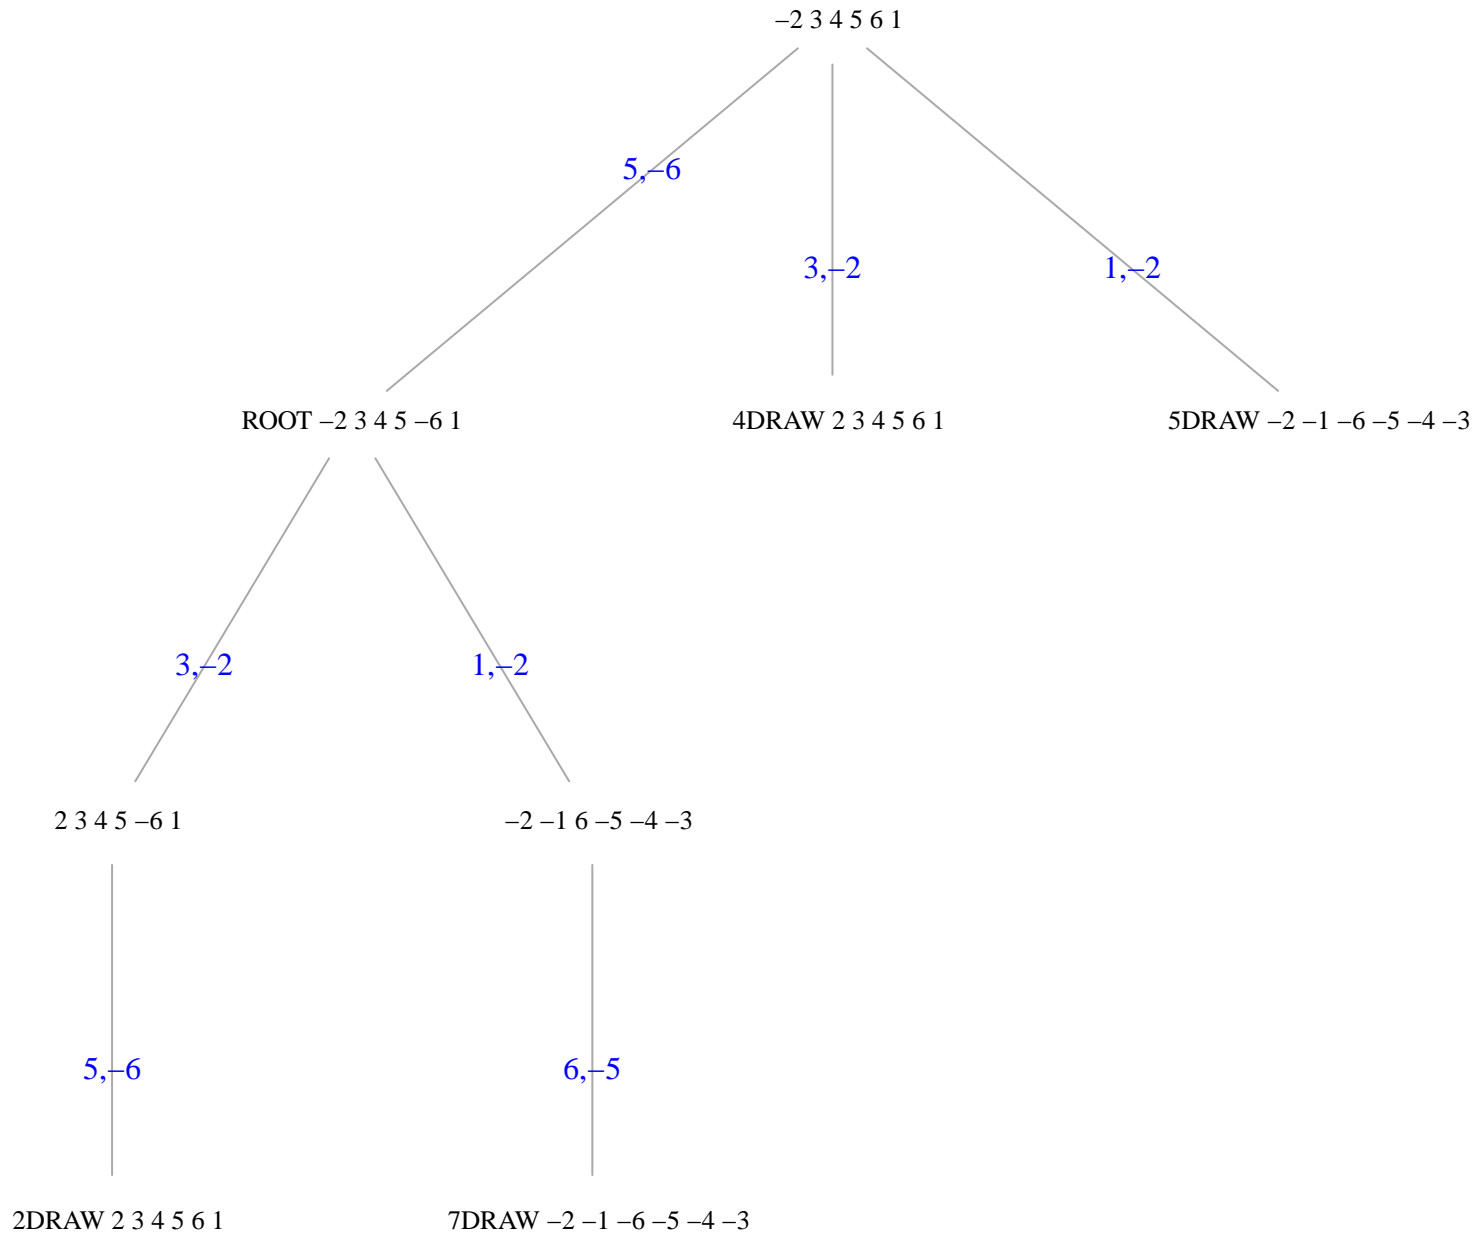 –2 3 4 5 6 1
5,–6
3,–2
1,–2
ROOT –2 3 4 5 –6 1
4DRAW 2 3 4 5 6 1
5DRAW –2 –1 –6 –5 –4 –3
3,–2
1,–2
2 3 4 5 –6 1
–2 –1 6 –5 –4 –3
5,–6
6,–5
2DRAW 2 3 4 5 6 1
7DRAW –2 –1 –6 –5 –4 –3